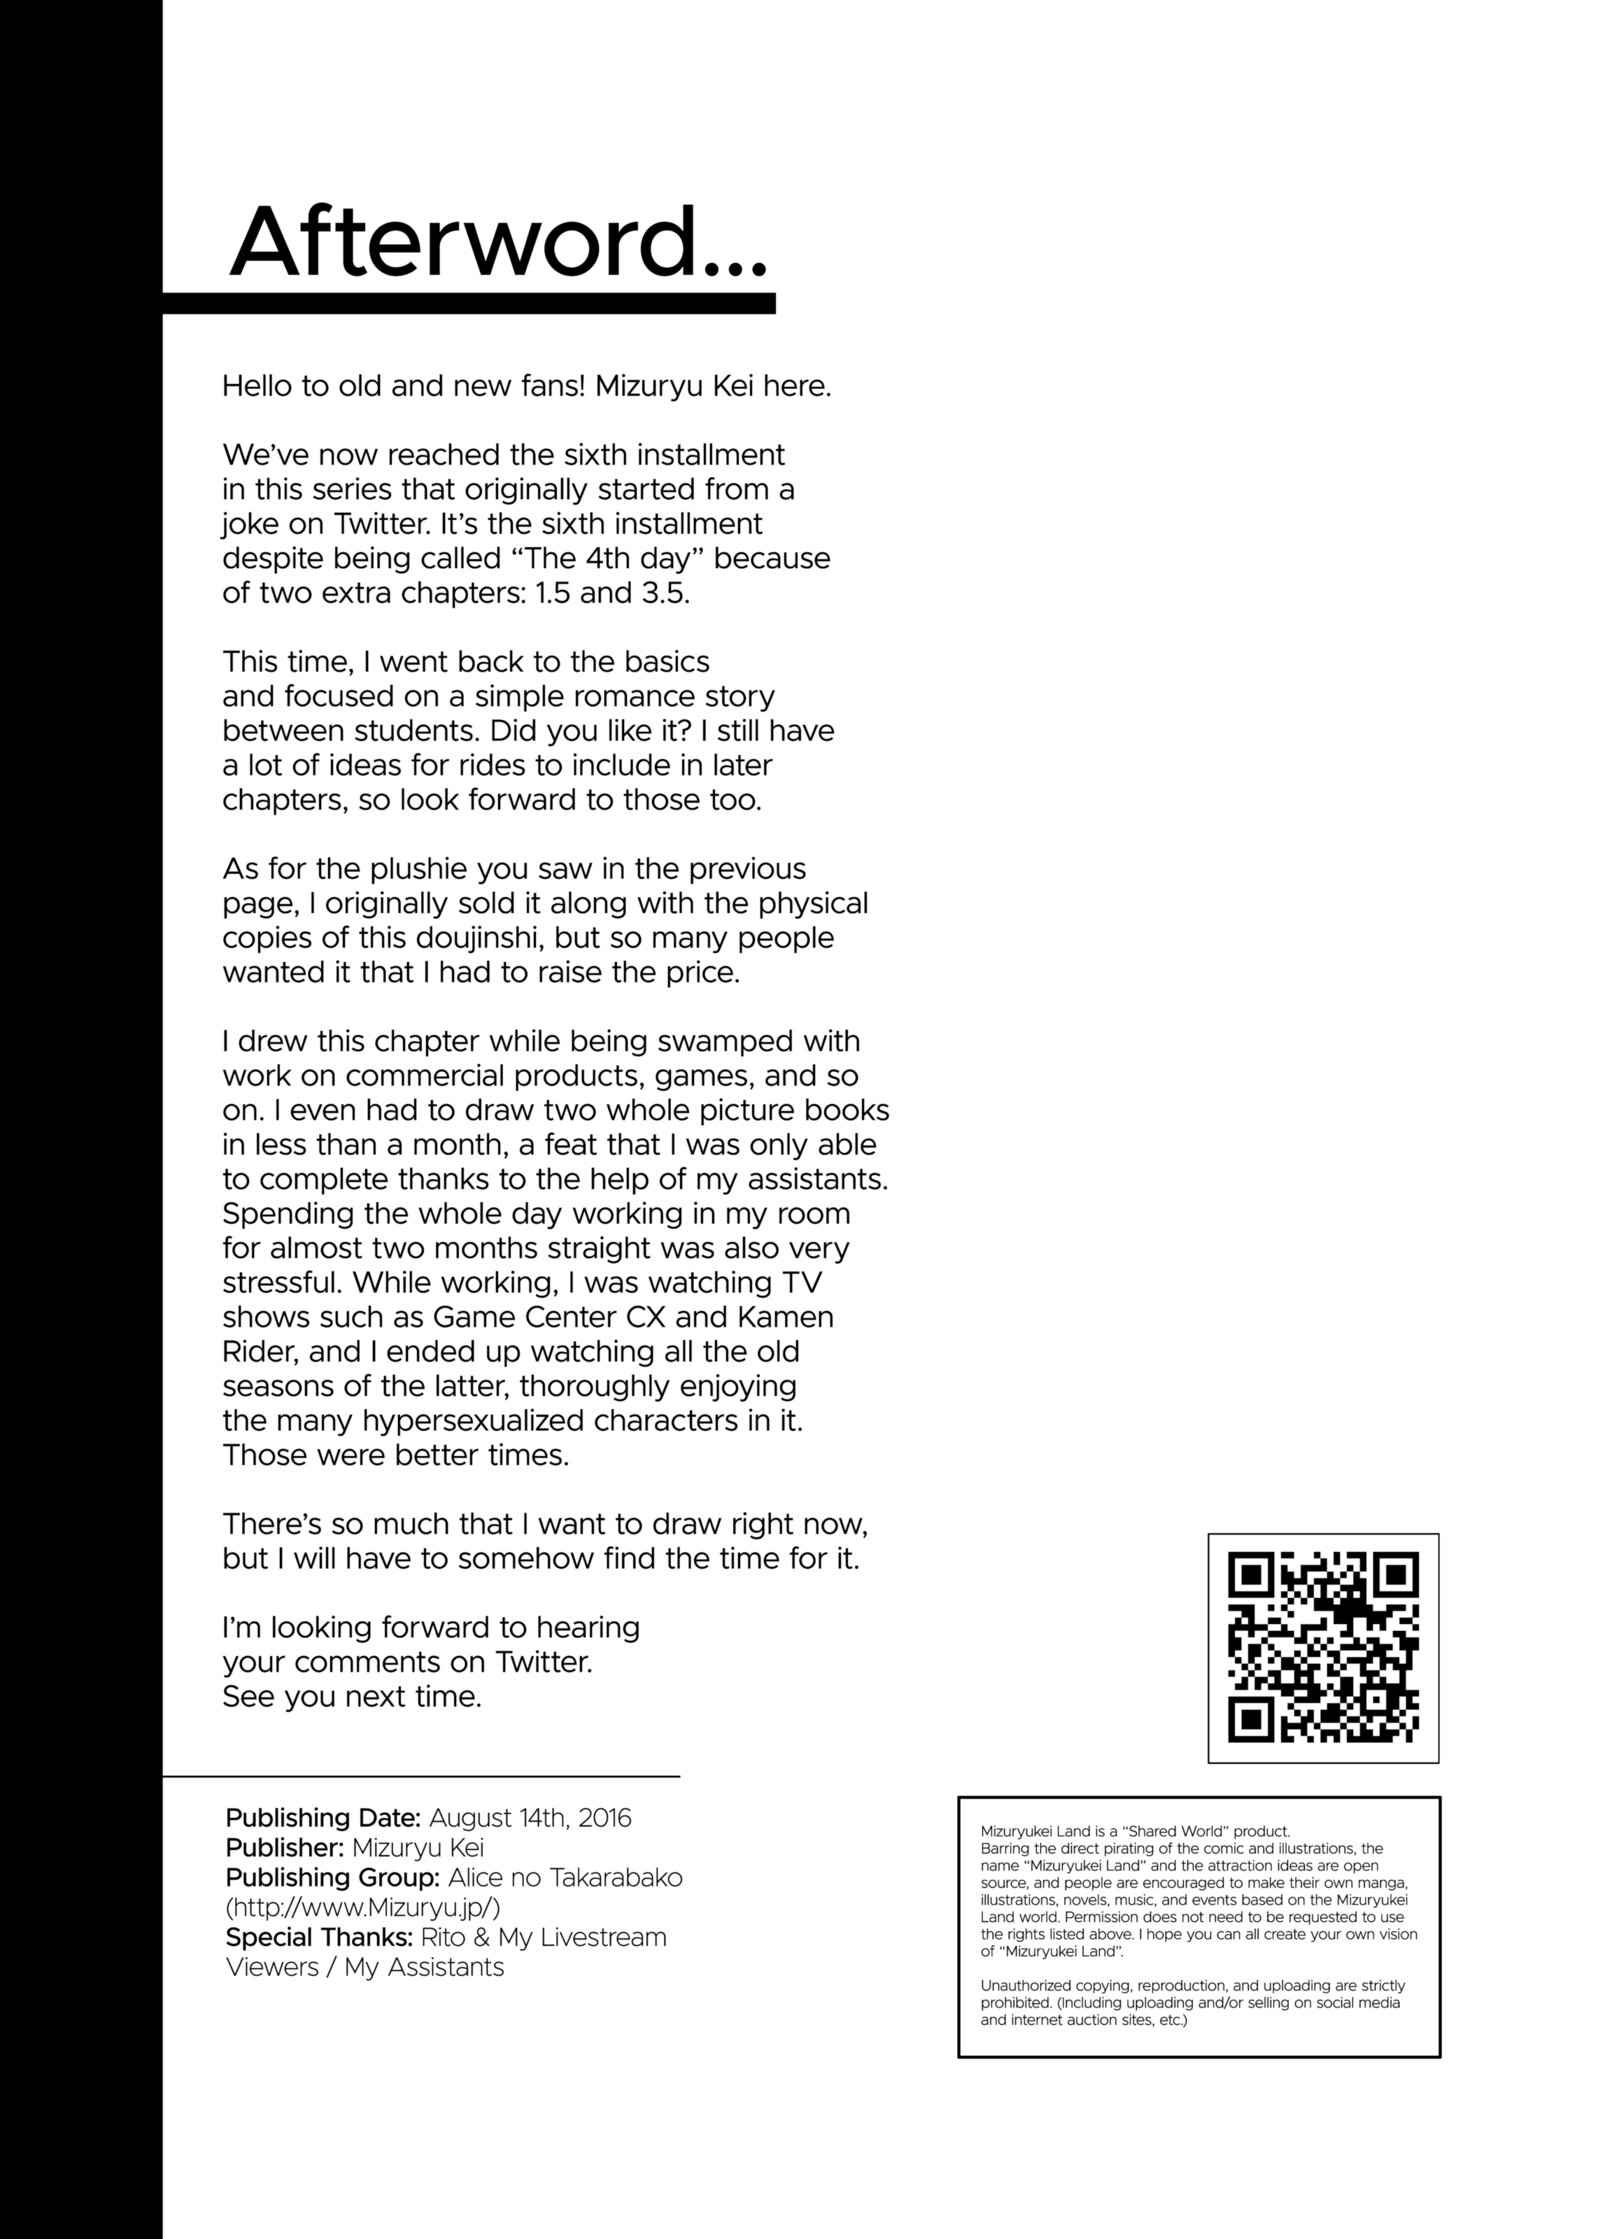 Afterword...
Hello to old and new fans! Mizuryu Kei here.
We’ve now reached the sixth installment
in this series that originally started from a
joke on Twitter. It’s the sixth installment
despite being called “The 4th day” because
of two extra chapters: 1.5 and 3.5.
This time, I went back to the basics
and focused on a simple romance story
between students. Did you like it? I still have
a lot of ideas for rides to include in later
chapters, so look forward to those too.
As for the plushie you saw in the previous
page, I originally sold it along with the physical
copies of this doujinshi, but so many people
wanted it that I had to raise the price.
I drew this chapter while being swamped with
work on commercial products, games, and so
on. I even had to draw two whole picture books
in less than a month, a feat that I was only able
to complete thanks to the help of my assistants.
Spending the whole day working in my room
for almost two months straight was also very
stressful. While working, I was watching TV
shows such as Game Center CX and Kamen
Rider, and I ended up watching all the old
seasons of the latter, thoroughly enjoying
the many hypersexualized characters in it.
Those were better times.
There’s so much that I want to draw right now,
but I will have to somehow find the time for it.
I’m looking forward to hearing
your comments on Twitter.
See you next time.
Publishing Date: August 14th, 2016
Publisher: Mizuryu Kei
Publishing Group: Alice no Takarabako
(http://www.Mizuryu.jp/)
Special Thanks: Rito & My Livestream
Viewers / My Assistants
Mizuryukei Land is a “Shared World” product.
Barring the direct pirating of the comic and illustrations, the
name “Mizuryukei Land” and the attraction ideas are open
source, and people are encouraged to make their own manga,
illustrations, novels, music, and events based on the Mizuryukei
Land world. Permission does not need to be requested to use
the rights listed above. I hope you can all create your own vision
of “Mizuryukei Land”.
Unauthorized copying, reproduction, and uploading are strictly
prohibited. (Including uploading and/or selling on social media
and internet auction sites, etc.)